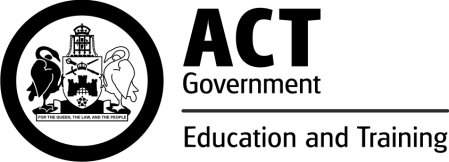 ACT
Government
Education and Training
FOR THE QUEEN, THE LAW, AND THE PEOPLE